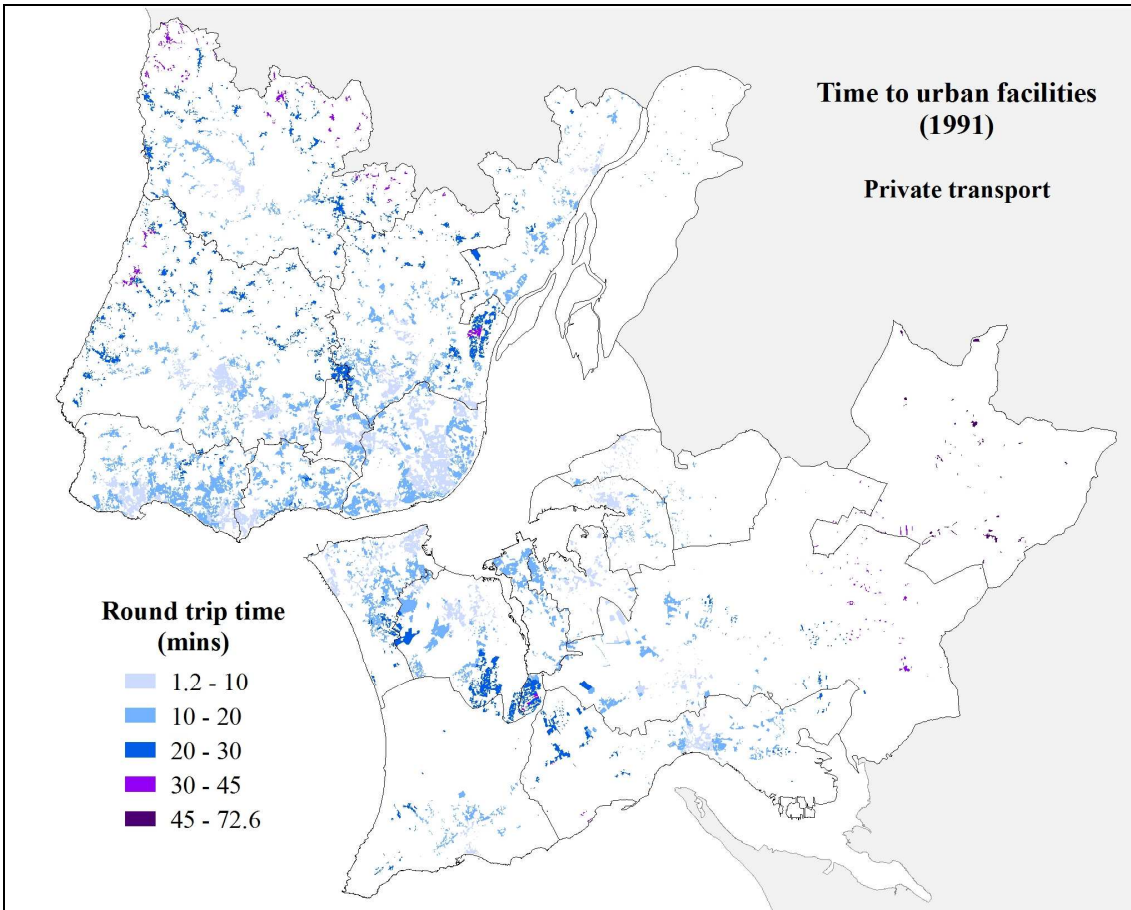 Time to urban facilities
(1991)
Private transport
Round trip time
(mins)
1.2 - 10
10 - 20
20 - 30
30 - 45
45 - 72.6